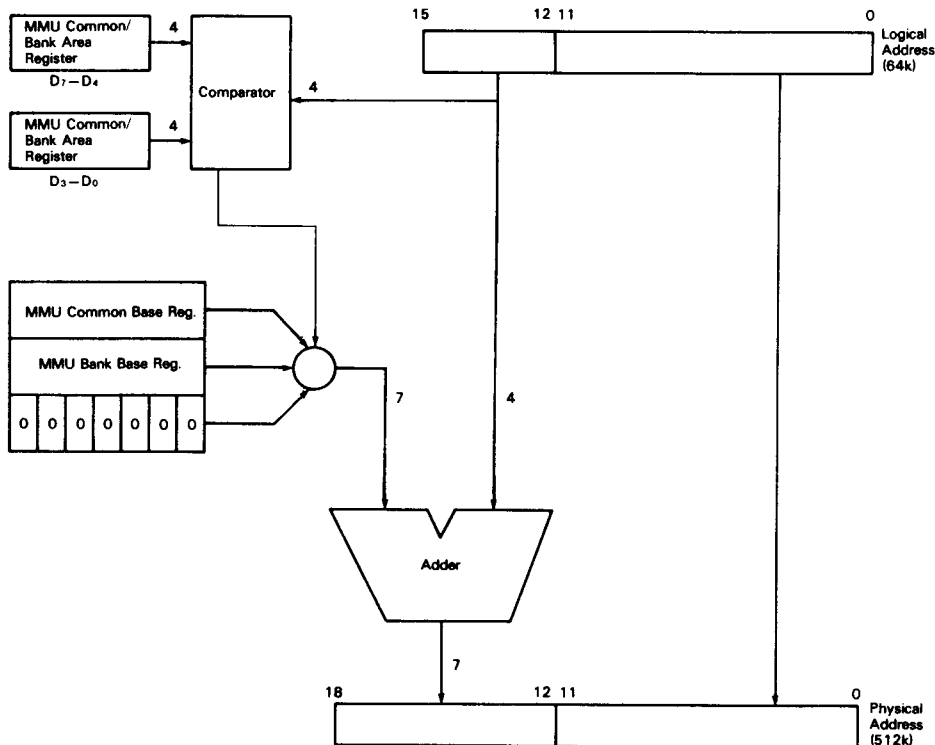 15
12 11
0
MMU Common/
Bank Area
Register
4
D₇—D₄
Comparator
4
Logical
Address
(64k)
MMU Common/
Bank Area
Register
4
D₃—D₀
MMU Common Base Reg.
MMU Bank Base Reg.
0 0 0 0 0 0 0
7
4
Adder
7
18
12 11
0
Physical
Address
(512k)